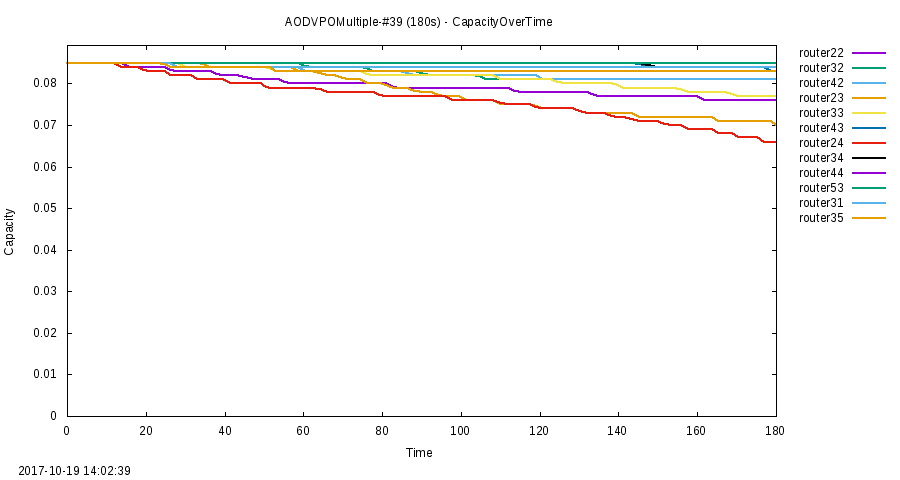 AODVPOMultiple-#39 (180s) - CapacityOverTime
router22
router32
router42
router23
router33
router43
router24
router34
router44
router53
router31
router35
0.08
0.07
0.06
0.05
0.04
0.03
0.02
0.01
0
Capacity
0 20 40 60 80 100 120 140 160 180
Time
2017-10-19 14:02:39